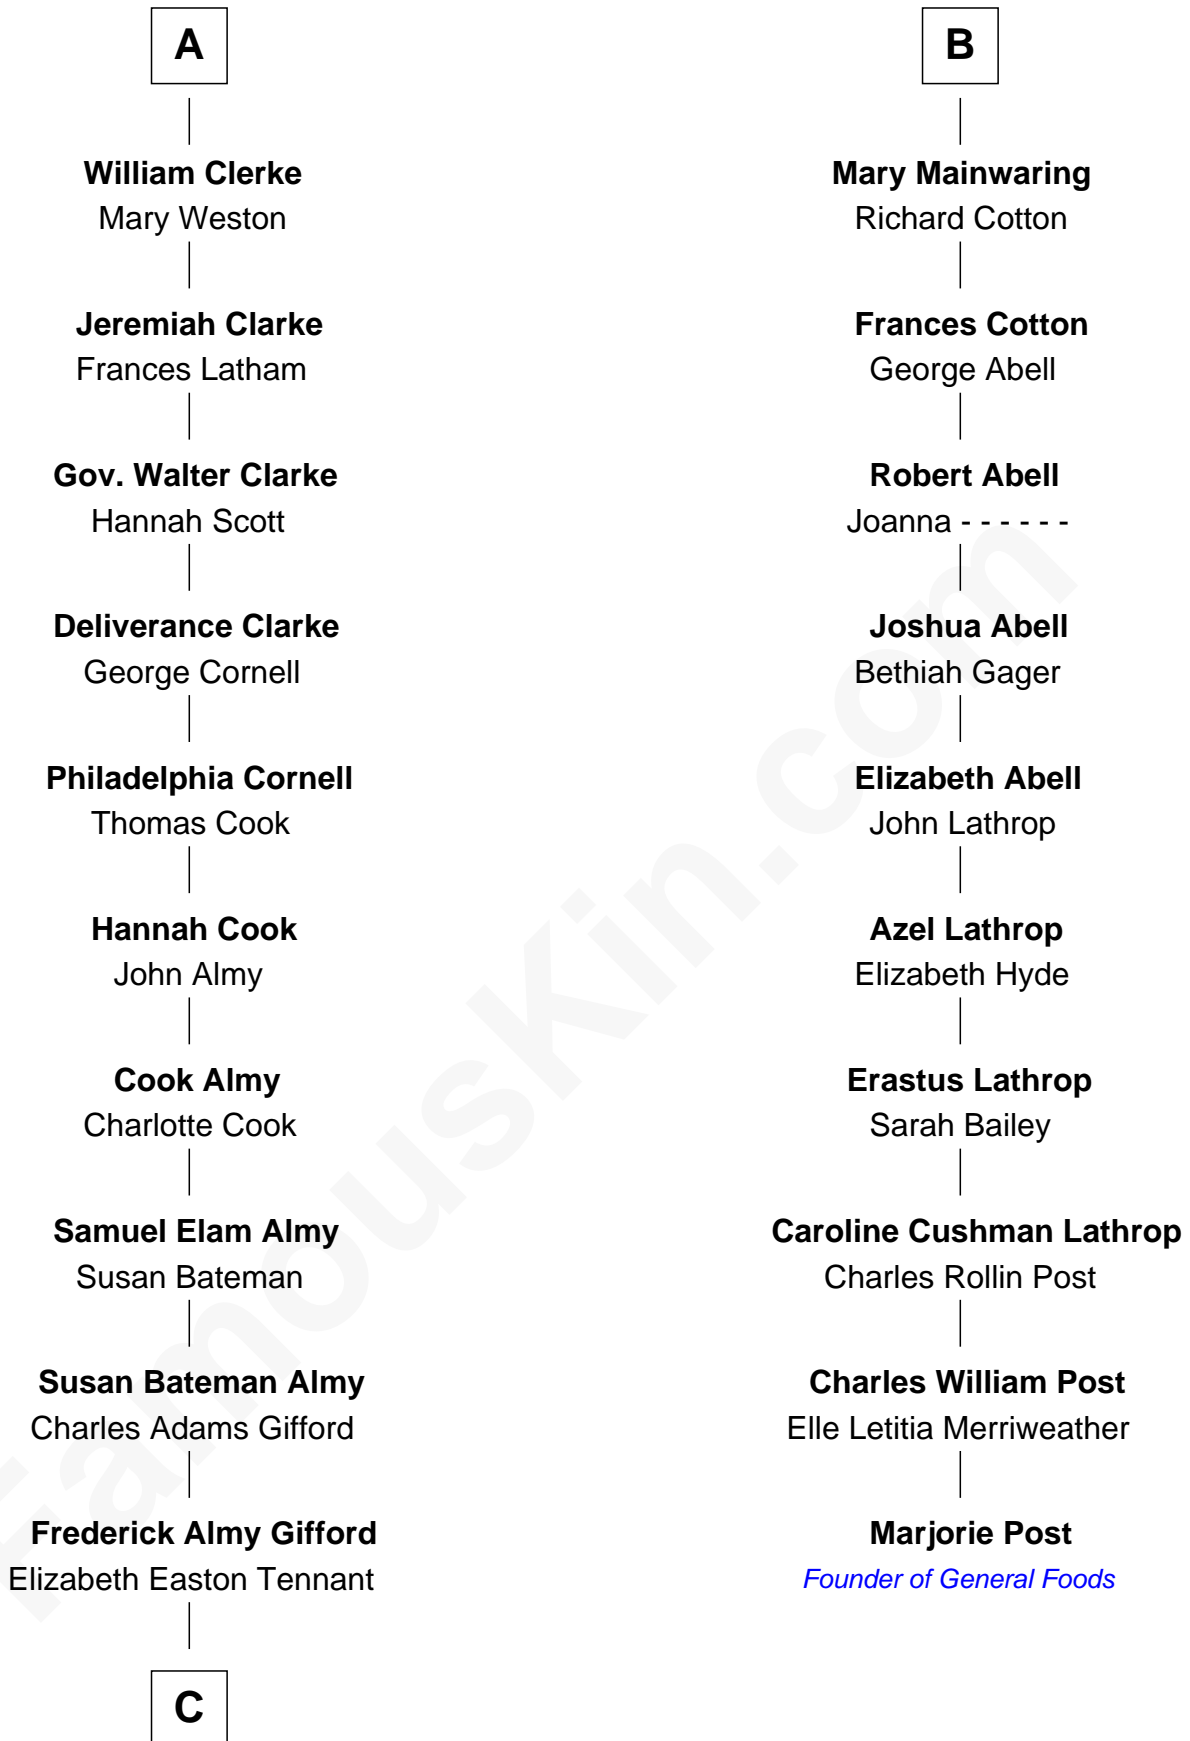 A
William Clerke
Mary Weston
Jeremiah Clarke
Frances Latham
Gov. Walter Clarke
Hannah Scott
Deliverance Clarke
George Cornell
Philadelphia Cornell
Thomas Cook
Hannah Cook
John Almy
Cook Almy
Charlotte Cook
Samuel Elam Almy
Susan Bateman
Susan Bateman Almy
Charles Adams Gifford
Frederick Almy Gifford
Elizabeth Easton Tennant
C
B
Mary Mainwaring
Richard Cotton
Frances Cotton
George Abell
Robert Abell
Joanna - - - - - -
Joshua Abell
Bethiah Gager
Elizabeth Abell
John Lathrop
Azel Lathrop
Elizabeth Hyde
Erastus Lathrop
Sarah Bailey
Caroline Cushman Lathrop
Charles Rollin Post
Charles William Post
Elle Letitia Merriweather
Marjorie Post
Founder of General Foods
FamousKin.com